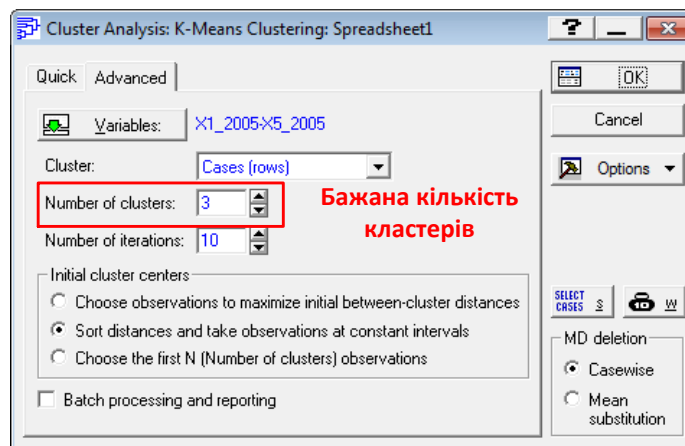 Cluster Analysis: K-Means Clustering: Spreadsheet1
?
Quick Advanced
OK
Variables: X1_2005-X5_2005
Cancel
Cluster: Cases (rows)
Options
Number of clusters: 3
Бажана кількість
кластерів
Number of iterations: 10
Initial cluster centers
Choose observations to maximize initial between-cluster distances
Sort distances and take observations at constant intervals
Choose the first N (Number of clusters) observations
SELECT
CASES S
W
MD deletion
Casewise
Mean
substitution
Batch processing and reporting